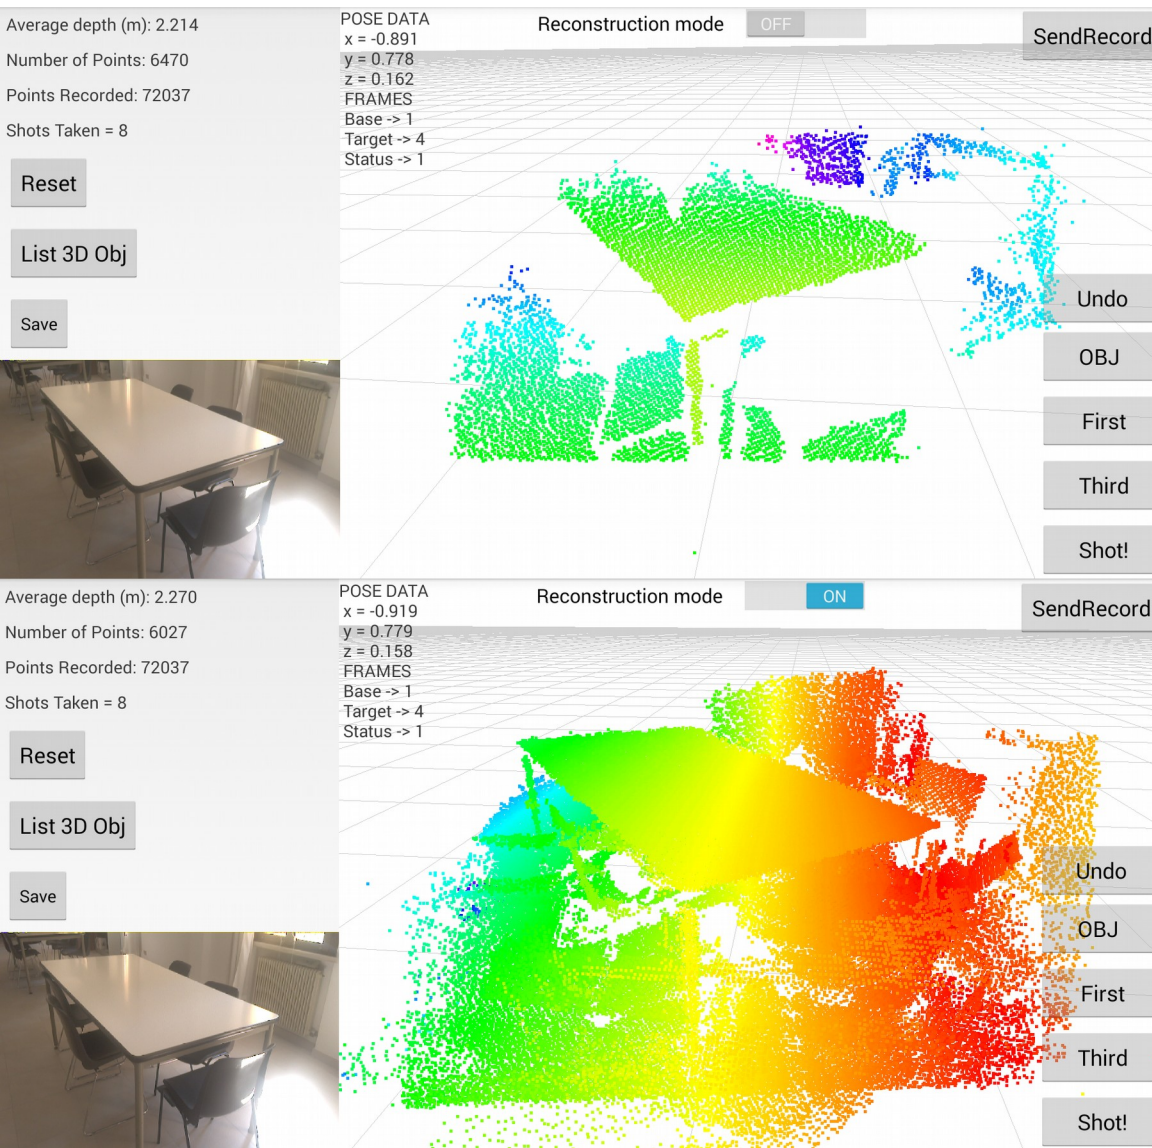 Average depth (m): 2.214
Number of Points: 6470
Points Recorded: 72037
Shots Taken = 8
Reset
List 3D Obj
Save
POSE DATA
x = -0.891
y = 0.778
z = 0.162
FRAMES
Base -> 1
Target -> 4
Status -> 1
Reconstruction mode
OFF
SendRecord
Undo
OBJ
First
Third
Shot!
Average depth (m): 2.270
Number of Points: 6027
Points Recorded: 72037
Shots Taken = 8
Reset
List 3D Obj
Save
POSE DATA
x = -0.919
y = 0.779
z = 0.158
FRAMES
Base -> 1
Target -> 4
Status -> 1
Reconstruction mode
ON
SendRecord
Undo
OBJ
First
Third
Shot!